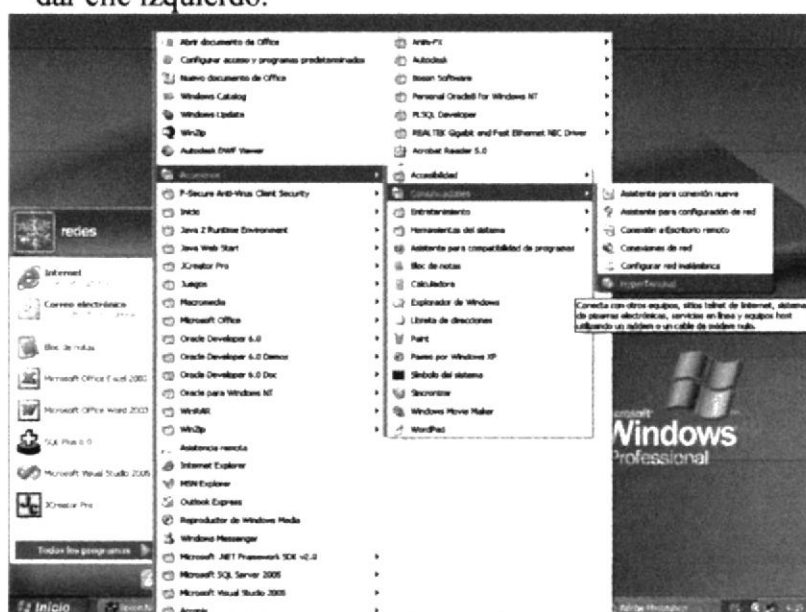 dar clic izquierdo.
Abrir documento de Office
Configurar acceso y programas predeterminados
Nuevo documento de Office
Windows Catalog
Windows Update
WinZip
Autodesk DWF Viewer
Accesorios
F-Secure Anti-Virus Client Security
Inicio
Java 2 Runtime Environment
Java Web Start
JCreator Pro
Juegos
Macromedia
Microsoft Office
Oracle Developer 6.0
Oracle Developer 6.0 Demos
Oracle Developer 6.0 Doc
Oracle para Windows NT
WinRAR
WinZip
Asistencia remota
Internet Explorer
MSN Explorer
Outlook Express
Reproductor de Windows Media
Windows Messenger
Microsoft .NET Framework SDK v2.0
Microsoft SQL Server 2005
Microsoft Visual Studio 2005
Acronis
Anim-FX
Autodesk
Boson Software
Personal Oracle8 for Windows NT
PLSQL Developer
REALTEK Gigabit and Fast Ethernet NIC Driver
Acrobat Reader 5.0
Accesibilidad
Comunicaciones
Entretenimiento
Herramientas del sistema
Asistente para compatibilidad de programas
Bloc de notas
Calculadora
Explorador de Windows
Libreta de direcciones
Paint
Paseo por Windows XP
Símbolo del sistema
Sincronizar
Windows Movie Maker
WordPad
Asistente para conexión nueva
Asistente para configuración de red
Conexión a Escritorio remoto
Conexiones de red
Configurar red inalámbrica
HyperTerminal
Conecta con otros equipos, sitios telnet de Internet, sistemas
de pizarras electrónicas, servicios en línea y equipos host
utilizando un módem o un cable de módem nulo.
redes
Internet
Correo electrónico
Bloc de notas
Microsoft Office Excel 2003
Microsoft Office Word 2003
SQL Plus 8.0
Microsoft Visual Studio 2005
JCreator Pro
Todos los programas
Inicio
Microsoft
Windows
Professional